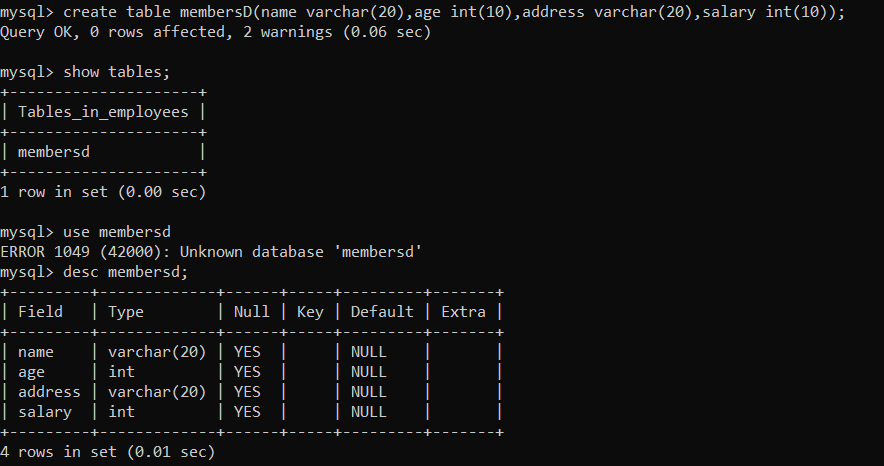 mysql> create table membersD(name varchar(20),age int(10),address varchar(20),salary int(10));
Query OK, 0 rows affected, 2 warnings (0.06 sec)

mysql> show tables;
+---------------------+
| Tables_in_employees |
+---------------------+
| membersd            |
+---------------------+
1 row in set (0.00 sec)

mysql> use membersd
ERROR 1049 (42000): Unknown database 'membersd'
mysql> desc membersd;
+---------+-------------+------+-----+---------+-------+
| Field   | Type        | Null | Key | Default | Extra |
+---------+-------------+------+-----+---------+-------+
| name    | varchar(20) | YES  |     | NULL    |       |
| age     | int         | YES  |     | NULL    |       |
| address | varchar(20) | YES  |     | NULL    |       |
| salary  | int         | YES  |     | NULL    |       |
+---------+-------------+------+-----+---------+-------+
4 rows in set (0.01 sec)